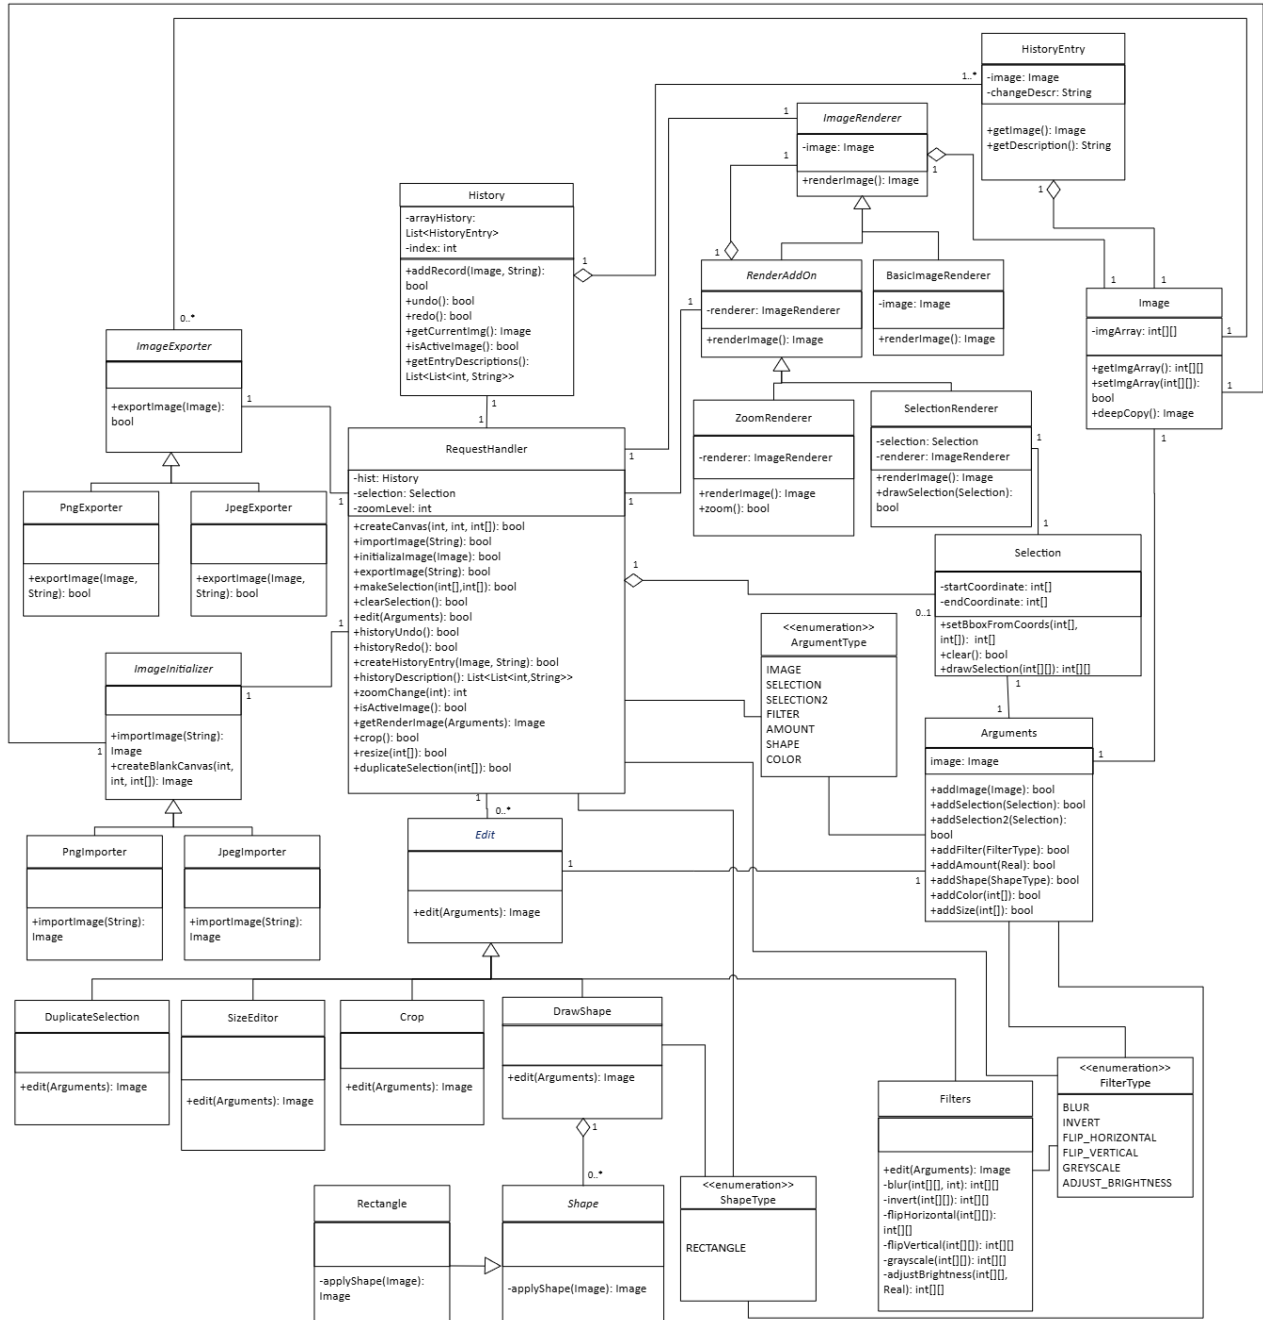 HistoryEntry
-image: Image
-changeDescr: String
+getImage(): Image
+getDescription(): String
1..*
1
1
ImageRenderer
-image: Image
+renderImage(): Image
1
1
1
History
-arrayHistory:
List<HistoryEntry>
-index: int
+addRecord(Image, String):
bool
+undo(): bool
+redo(): bool
+getCurrentImg(): Image
+isActiveImage(): bool
+getEntryDescriptions():
List<List<int, String>>
1
1
RenderAddOn
-renderer: ImageRenderer
+renderImage(): Image
1
1
BasicImageRenderer
-image: Image
+renderImage(): Image
Image
-imgArray: int[][]
+getImgArray(): int[][]
+setImgArray(int[][]):
bool
+deepCopy(): Image
1
1
1
1
1
0..*
ImageExporter
+exportImage(Image):
bool
1
PngExporter
+exportImage(Image,
String): bool
JpegExporter
+exportImage(Image,
String): bool
ZoomRenderer
-renderer: ImageRenderer
+renderImage(): Image
+zoom(): bool
SelectionRenderer
-selection: Selection
-renderer: ImageRenderer
+renderImage(): Image
+drawSelection(Selection):
bool
1
1
RequestHandler
-hist: History
-selection: Selection
-zoomLevel: int
+createCanvas(int, int, int[]): bool
+importImage(String): bool
+initializaImage(Image): bool
+exportImage(String): bool
+makeSelection(int[],int[]): bool
+clearSelection(): bool
+edit(Arguments): bool
+historyUndo(): bool
+historyRedo(): bool
+createHistoryEntry(Image, String): bool
+historyDescription(): List<List<int,String>>
+zoomChange(int): int
+isActiveImage(): bool
+getRenderImage(Arguments): Image
+crop(): bool
+resize(int[]): bool
+duplicateSelection(int[]): bool
1
1
1
1
1
1
1
0..*
Selection
-startCoordinate: int[]
-endCoordinate: int[]
+setBboxFromCoords(int[],
int[]): int[]
+clear(): bool
+drawSelection(int[][]): int[][]
0..1
1
1
<<enumeration>>
ArgumentType
IMAGE
SELECTION
SELECTION2
FILTER
AMOUNT
SHAPE
COLOR
ImageInitializer
+importImage(String):
Image
+createBlankCanvas(int,
int, int[]): Image
1
1
PngImporter
+importImage(String):
Image
JpegImporter
+importImage(String):
Image
Arguments
image: Image
+addImage(Image): bool
+addSelection(Selection): bool
+addSelection2(Selection):
bool
+addFilter(FilterType): bool
+addAmount(Real): bool
+addShape(ShapeType): bool
+addColor(int[]): bool
+addSize(int[]): bool
1
1
Edit
+edit(Arguments): Image
1
DuplicateSelection
+edit(Arguments): Image
SizeEditor
+edit(Arguments): Image
Crop
+edit(Arguments): Image
DrawShape
+edit(Arguments): Image
1
0..*
Filters
+edit(Arguments): Image
-blur(int[][], int): int[][]
-invert(int[][]): int[][]
-flipHorizontal(int[][]):
int[][]
-flipVertical(int[][]): int[][]
-grayscale(int[][]): int[][]
-adjustBrightness(int[][],
Real): int[][]
<<enumeration>>
FilterType
BLUR
INVERT
FLIP_HORIZONTAL
FLIP_VERTICAL
GREYSCALE
ADJUST_BRIGHTNESS
Rectangle
-applyShape(Image):
Image
Shape
-applyShape(Image): Image
<<enumeration>>
ShapeType
RECTANGLE